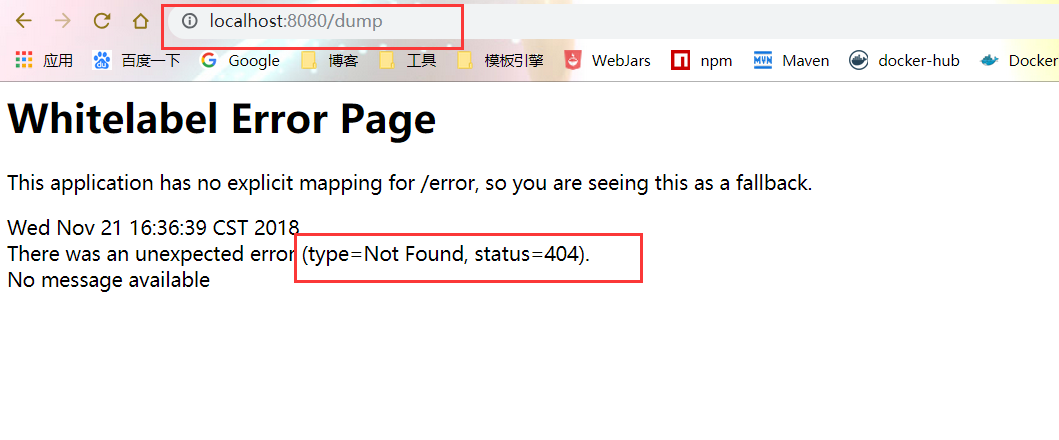 localhost:8080/dump
应用 百度一下 Google 博客 工具 模板引擎 WebJars npm Maven docker-hub Docker
Whitelabel Error Page
This application has no explicit mapping for /error, so you are seeing this as a fallback.
Wed Nov 21 16:36:39 CST 2018
There was an unexpected error (type=Not Found, status=404).
No message available